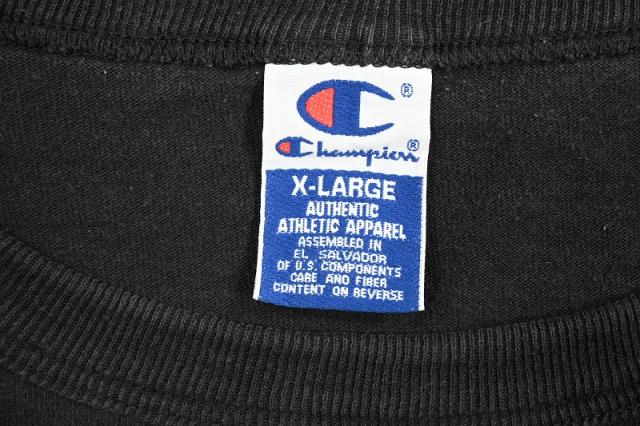 ®
Champion®
X-LARGE
AUTHENTIC
ATHLETIC APPAREL
ASSEMBLED IN
EL SALVADOR
OF U.S. COMPONENTS
CARE AND FIBER
CONTENT ON REVERSE